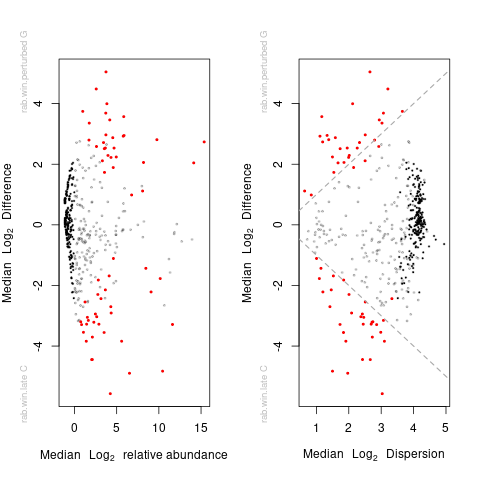 rab.win.perturbed G
rab.win.late C
Median Log2 Difference
4
2
0
-2
-4
0 5 10 15
Median Log2 relative abundance
rab.win.perturbed G
rab.win.late C
Median Log2 Difference
4
2
0
-2
-4
1 2 3 4 5
Median Log2 Dispersion